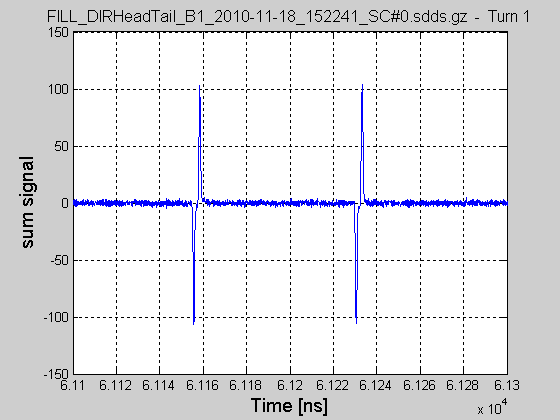 FILL_DIRHeadTail_B1_2010-11-18_152241_SC#0.sdds.gz - Turn 1
150
100
50
0
-50
-100
-150
sum signal
6.11 6.112 6.114 6.116 6.118 6.12 6.122 6.124 6.126 6.128 6.13
Time [ns]
x 10^4